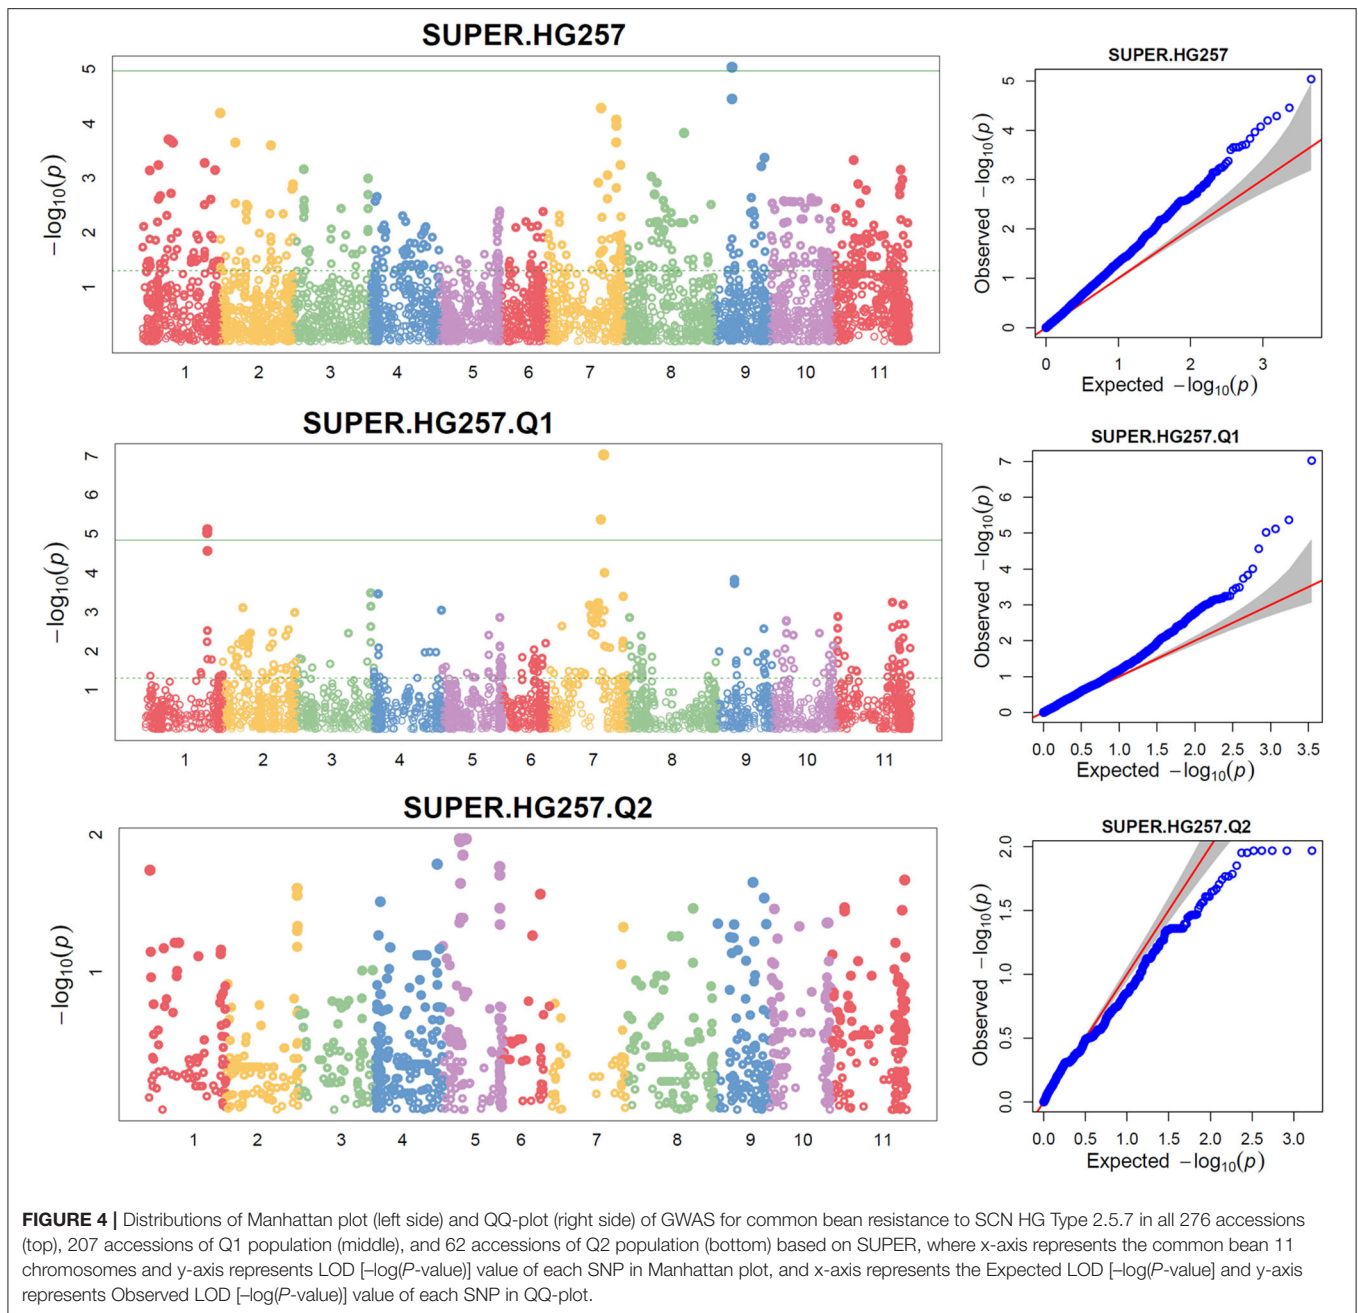 SUPER.HG257
−log10(p)
5
4
3
2
1
1 2 3 4 5 6 7 8 9 10 11
SUPER.HG257
Observed −log10(p)
5
4
3
2
1
0
0 1 2 3
Expected −log10(p)
SUPER.HG257.Q1
−log10(p)
7
6
5
4
3
2
1
1 2 3 4 5 6 7 8 9 10 11
SUPER.HG257.Q1
Observed −log10(p)
7
6
5
4
3
2
1
0
0.0 0.5 1.0 1.5 2.0 2.5 3.0 3.5
Expected −log10(p)
SUPER.HG257.Q2
−log10(p)
2
1
1 2 3 4 5 6 7 8 9 10 11
SUPER.HG257.Q2
Observed −log10(p)
2.0
1.5
1.0
0.5
0.0
0.0 0.5 1.0 1.5 2.0 2.5 3.0
Expected −log10(p)
FIGURE 4 | Distributions of Manhattan plot (left side) and QQ-plot (right side) of GWAS for common bean resistance to SCN HG Type 2.5.7 in all 276 accessions
(top), 207 accessions of Q1 population (middle), and 62 accessions of Q2 population (bottom) based on SUPER, where x-axis represents the common bean 11
chromosomes and y-axis represents LOD [–log(P-value)] value of each SNP in Manhattan plot, and x-axis represents the Expected LOD [–log(P-value] and y-axis
represents Observed LOD [–log(P-value)] value of each SNP in QQ-plot.